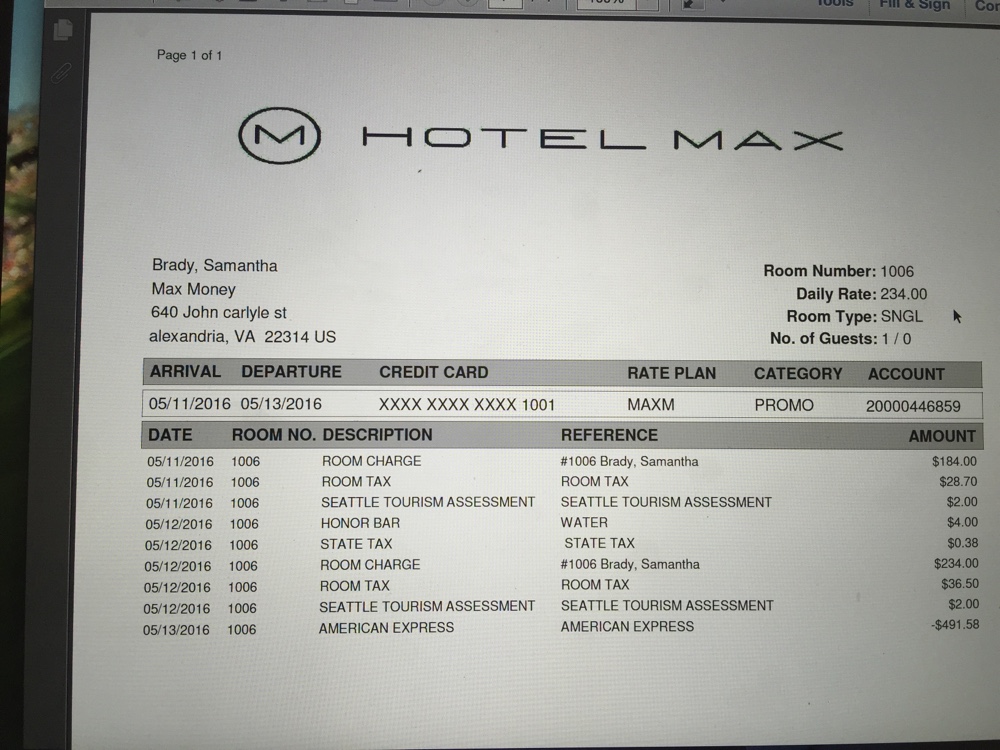 Tools Fill & Sign
Page 1 of 1
M HOTEL MAX
Brady, Samantha
Max Money
640 John carlyle st
alexandria, VA 22314 US
Room Number: 1006
Daily Rate: 234.00
Room Type: SNGL
No. of Guests: 1 / 0
ARRIVAL DEPARTURE CREDIT CARD RATE PLAN CATEGORY ACCOUNT
05/11/2016 05/13/2016 XXXX XXXX XXXX 1001 MAXM PROMO 20000446859
DATE ROOM NO. DESCRIPTION REFERENCE AMOUNT
05/11/2016 1006 ROOM CHARGE #1006 Brady, Samantha $184.00
05/11/2016 1006 ROOM TAX ROOM TAX $28.70
05/11/2016 1006 SEATTLE TOURISM ASSESSMENT SEATTLE TOURISM ASSESSMENT $2.00
05/12/2016 1006 HONOR BAR WATER $4.00
05/12/2016 1006 STATE TAX STATE TAX $0.38
05/12/2016 1006 ROOM CHARGE #1006 Brady, Samantha $234.00
05/12/2016 1006 ROOM TAX ROOM TAX $36.50
05/12/2016 1006 SEATTLE TOURISM ASSESSMENT SEATTLE TOURISM ASSESSMENT $2.00
05/13/2016 1006 AMERICAN EXPRESS AMERICAN EXPRESS -$491.58